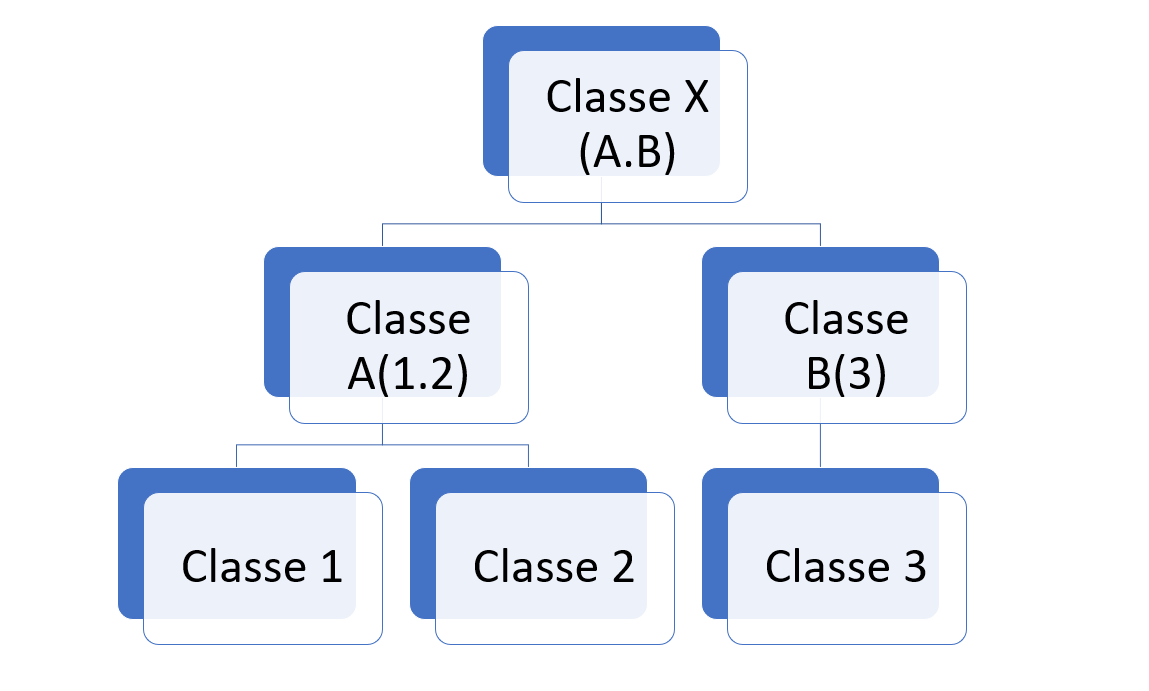 Classe X
(A.B)
Classe
A(1.2)
Classe
B(3)
Classe 1
Classe 2
Classe 3